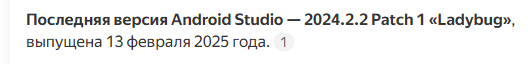 Последняя версия Android Studio — 2024.2.2 Patch 1 «Ladybug»,
выпущена 13 февраля 2025 года. 1